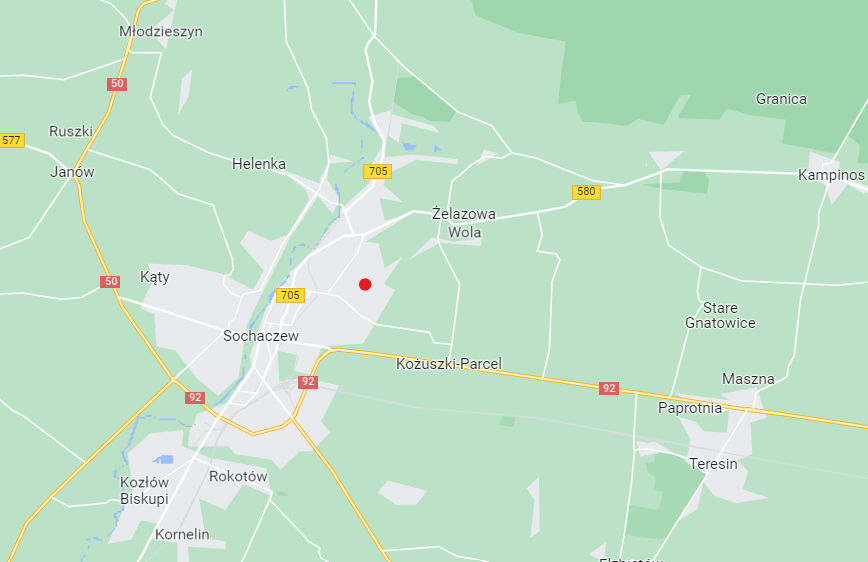 Młodzieszyn
50
Granica
Ruszki
577
Helenka
Janów
705
Kampinos
580
Żelazowa
Wola
Kąty
50
705
Stare
Gnatowice
Sochaczew
Kożuszki-Parcel
Maszna
92
92
92
Paprotnia
Teresin
Rokotów
Kozłów
Biskupi
Kornelin